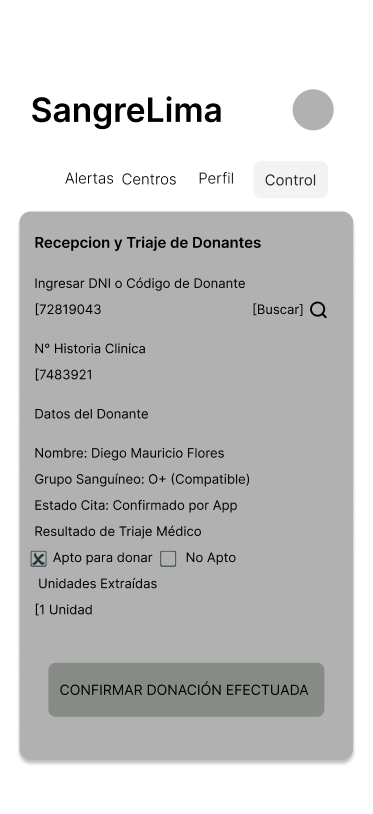 SangreLima
Alertas Centros Perfil Control
Recepcion y Triaje de Donantes
Ingresar DNI o Código de Donante
[72819043 [Buscar]
N° Historia Clinica
[7483921
Datos del Donante
Nombre: Diego Mauricio Flores
Grupo Sanguíneo: O+ (Compatible)
Estado Cita: Confirmado por App
Resultado de Triaje Médico
Apto para donar No Apto
Unidades Extraídas
[1 Unidad
CONFIRMAR DONACIÓN EFECTUADA